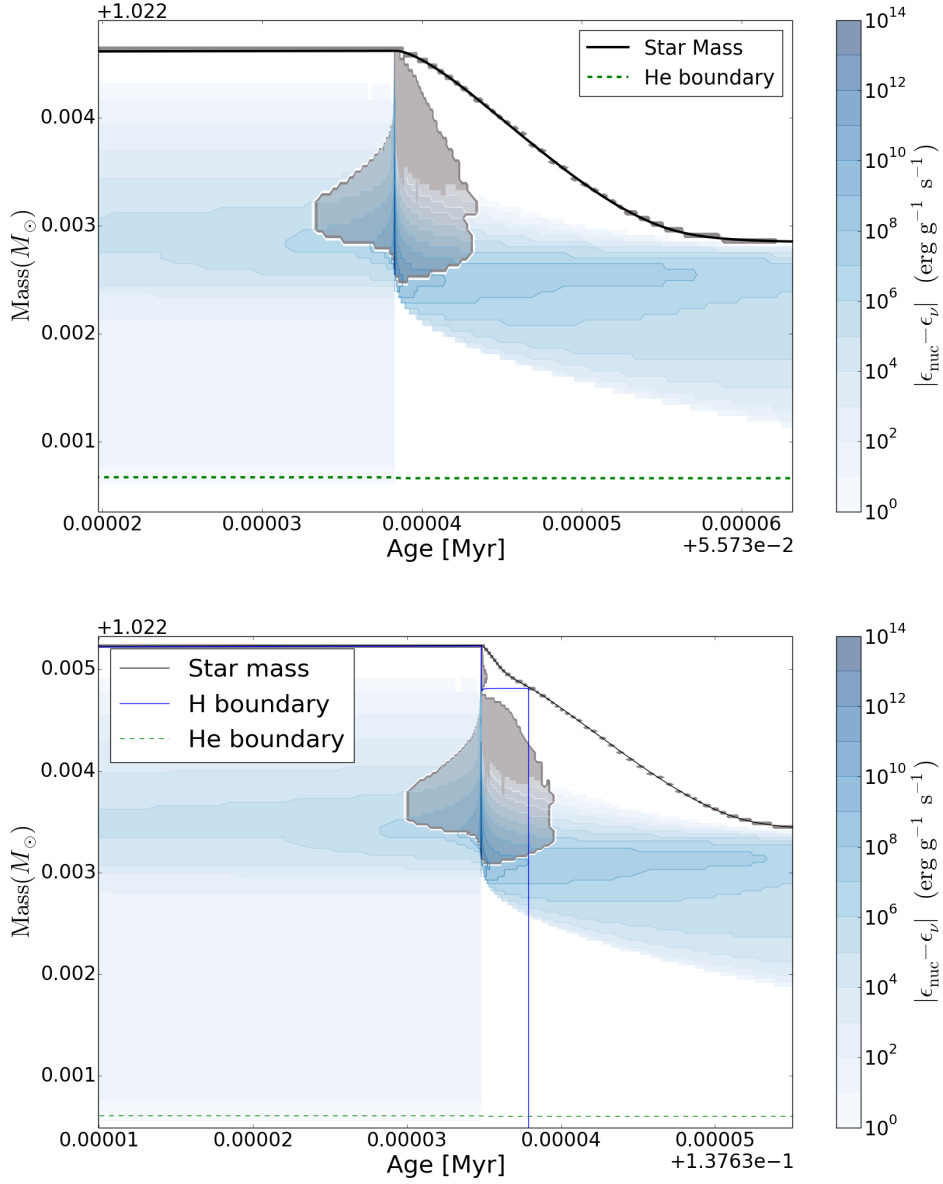 +1.022
0.004
0.003
0.002
0.001
Mass(M⊙)
Star Mass
He boundary
0.00002 0.00003 0.00004 0.00005 0.00006
+5.573e−2
Age [Myr]
10^14
10^12
10^10
10^8
10^6
10^4
10^2
10^0
|ϵnuc−ϵν| (erg g^−1 s^−1)
+1.022
0.005
0.004
0.003
0.002
0.001
Mass(M⊙)
Star mass
H boundary
He boundary
0.00001 0.00002 0.00003 0.00004 0.00005
+1.3763e−1
Age [Myr]
10^14
10^12
10^10
10^8
10^6
10^4
10^2
10^0
|ϵnuc−ϵν| (erg g^−1 s^−1)